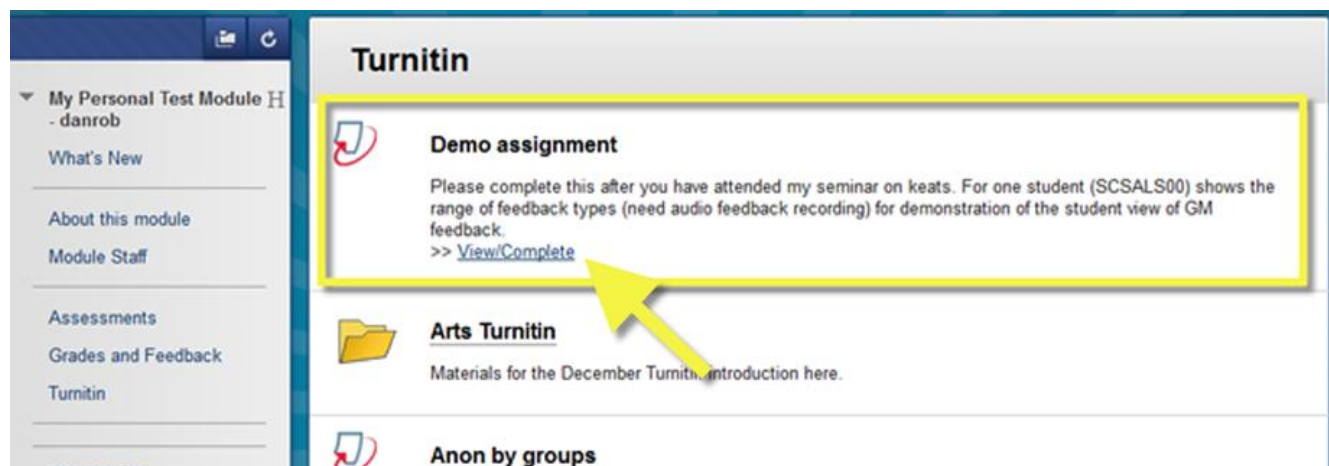 My Personal Test Module H
- danrob
What's New
About this module
Module Staff
Assessments
Grades and Feedback
Turnitin
Turnitin
Demo assignment
Please complete this after you have attended my seminar on keats. For one student (SCSALS00) shows the
range of feedback types (need audio feedback recording) for demonstration of the student view of GM
feedback.
>> View/Complete
Arts Turnitin
Materials for the December Turnitin introduction here.
Anon by groups